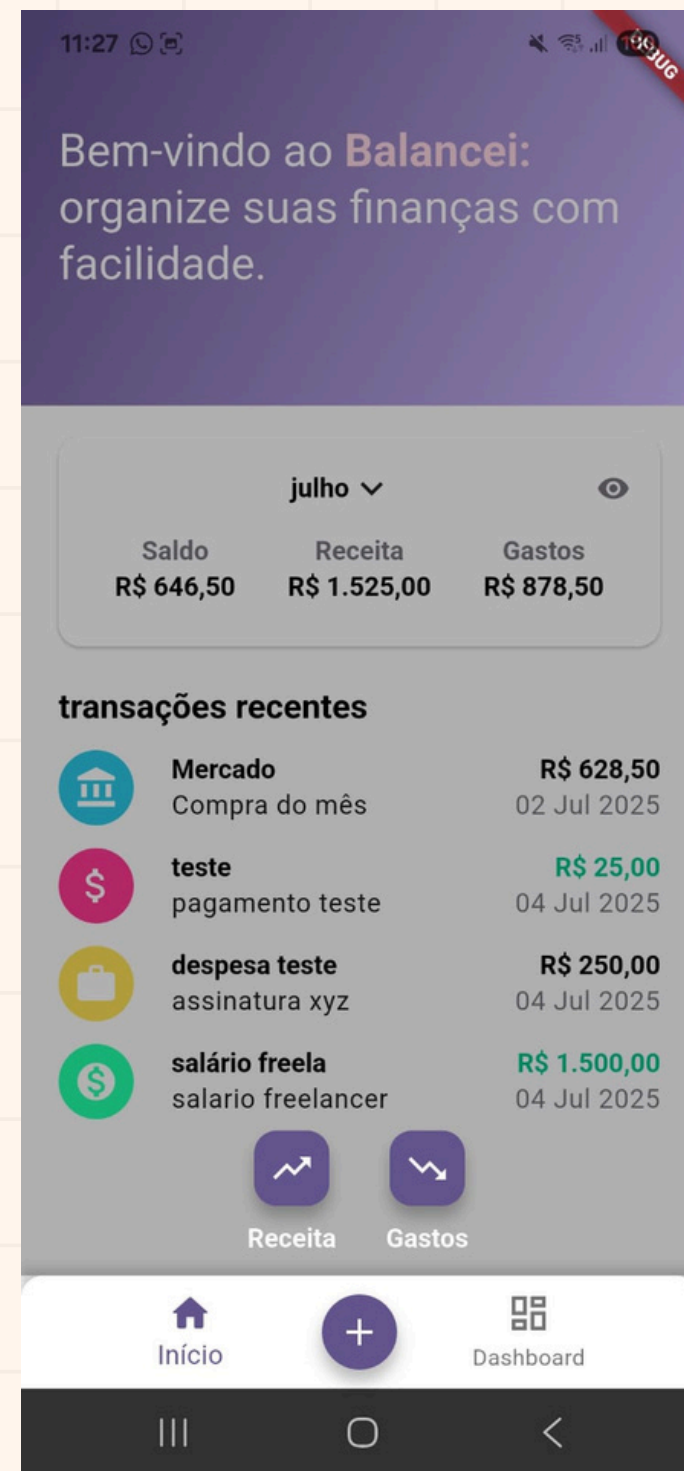 11:27
Bem-vindo ao Balancei:
organize suas finanças com
facilidade.
julho
Saldo Receita Gastos
R$ 646,50 R$ 1.525,00 R$ 878,50
transações recentes
Mercado R$ 628,50
Compra do mês 02 Jul 2025
teste R$ 25,00
pagamento teste 04 Jul 2025
despesa teste R$ 250,00
assinatura xyz 04 Jul 2025
salário freela R$ 1.500,00
salario freelancer 04 Jul 2025
Receita Gastos
Início Dashboard